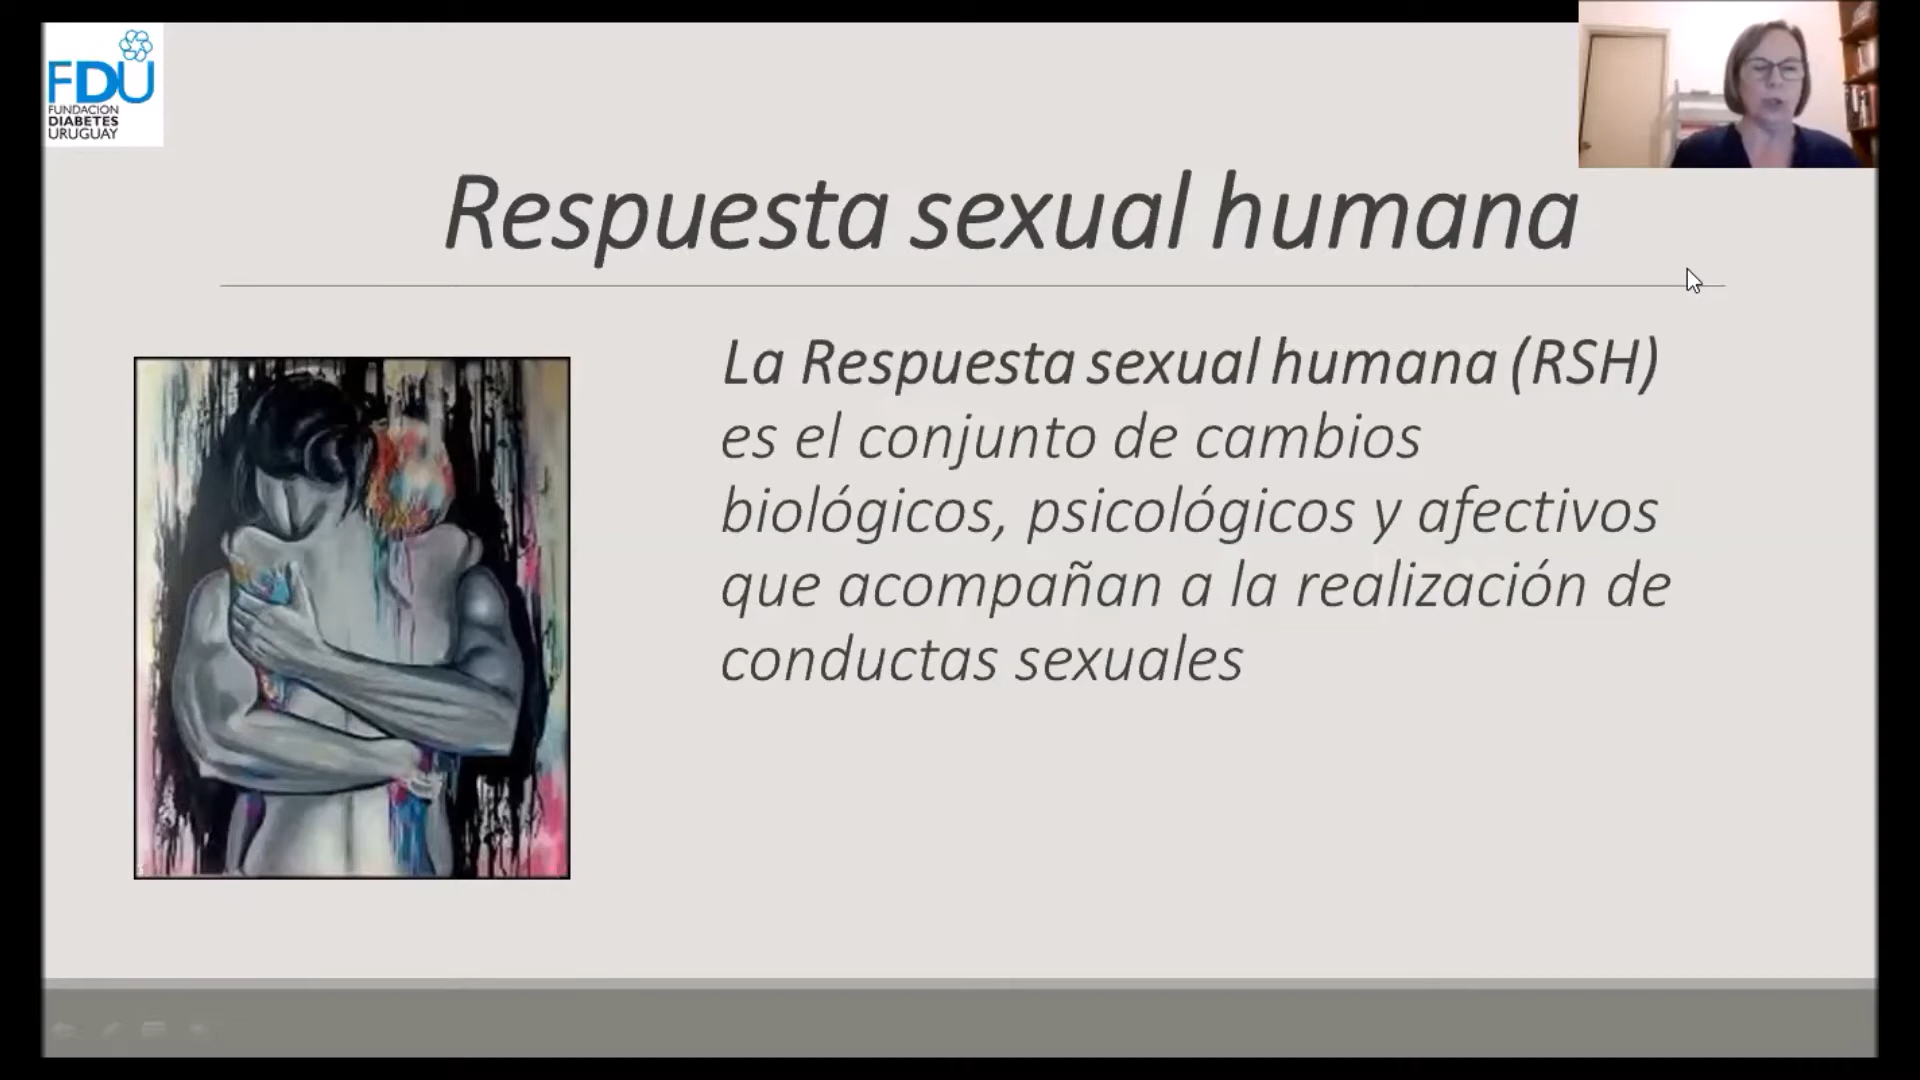 FDU
FUNDACION
DIABETES
URUGUAY
Respuesta sexual humana
La Respuesta sexual humana (RSH)
es el conjunto de cambios
biológicos, psicológicos y afectivos
que acompañan a la realización de
conductas sexuales